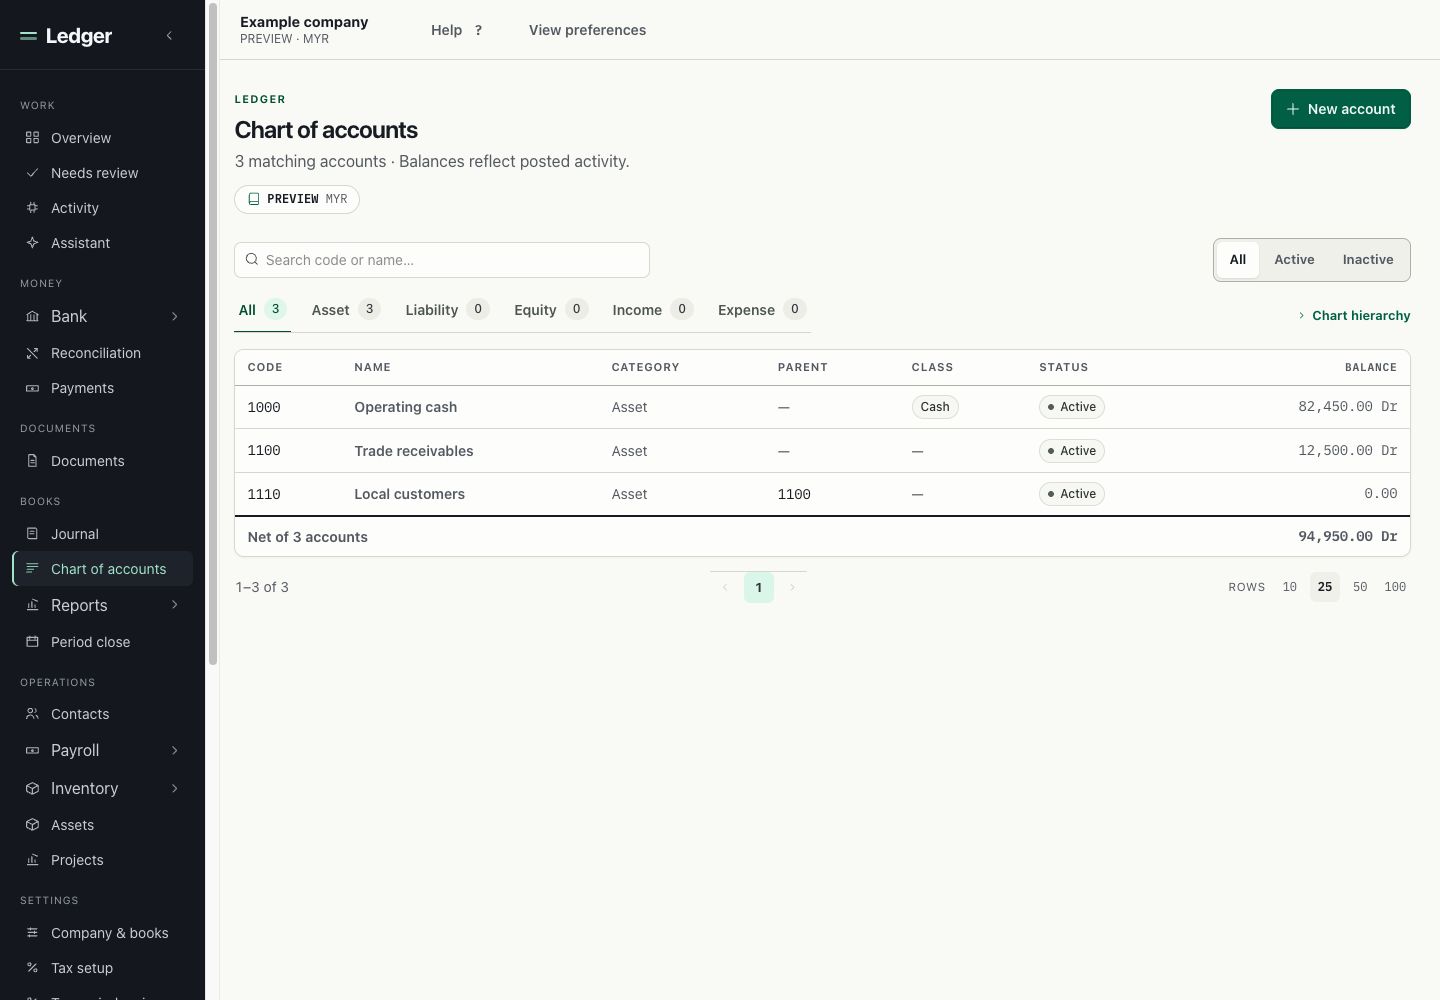 Ledger
WORK
Overview
Needs review
Activity
Assistant
MONEY
Bank
Reconciliation
Payments
DOCUMENTS
Documents
BOOKS
Journal
Chart of accounts
Reports
Period close
OPERATIONS
Contacts
Payroll
Inventory
Assets
Projects
SETTINGS
Company & books
Tax setup
Example company
PREVIEW · MYR
Help ?
View preferences
LEDGER
Chart of accounts
3 matching accounts · Balances reflect posted activity.
PREVIEW MYR
+ New account
Search code or name...
All Active Inactive
All 3 Asset 3 Liability 0 Equity 0 Income 0 Expense 0
Chart hierarchy
CODE NAME CATEGORY PARENT CLASS STATUS BALANCE
1000 Operating cash Asset — Cash Active 82,450.00 Dr
1100 Trade receivables Asset — — Active 12,500.00 Dr
1110 Local customers Asset 1100 — Active 0.00
Net of 3 accounts 94,950.00 Dr
1–3 of 3
1
ROWS 10 25 50 100